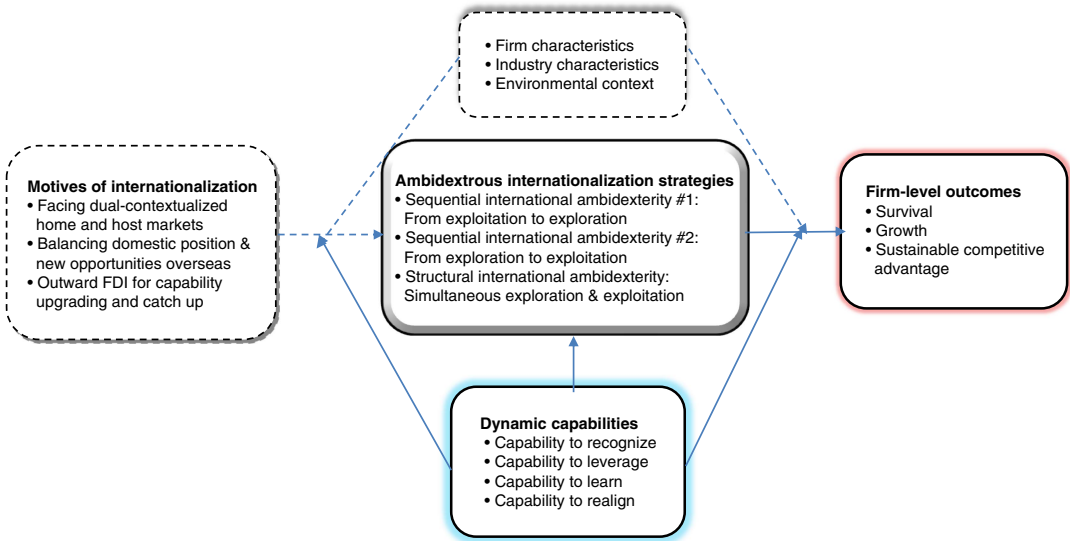 • Firm characteristics
• Industry characteristics
• Environmental context
Motives of internationalization
• Facing dual-contextualized
home and host markets
• Balancing domestic position &
new opportunities overseas
• Outward FDI for capability
upgrading and catch up
Ambidextrous internationalization strategies
• Sequential international ambidexterity #1:
From exploitation to exploration
• Sequential international ambidexterity #2:
From exploration to exploitation
• Structural international ambidexterity:
Simultaneous exploration & exploitation
Firm-level outcomes
• Survival
• Growth
• Sustainable competitive
advantage
Dynamic capabilities
• Capability to recognize
• Capability to leverage
• Capability to learn
• Capability to realign